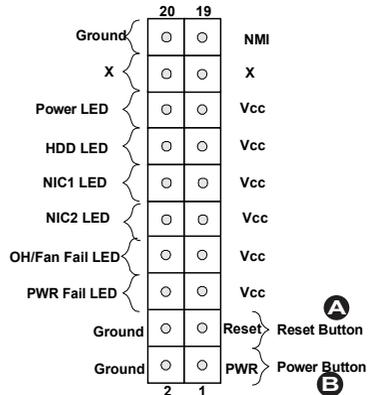 20 19
Ground NMI
X X
Power LED Vcc
HDD LED Vcc
NIC1 LED Vcc
NIC2 LED Vcc
OH/Fan Fail LED Vcc
PWR Fail LED Vcc
A
Ground Reset Reset Button
Ground PWR Power Button
2 1 B